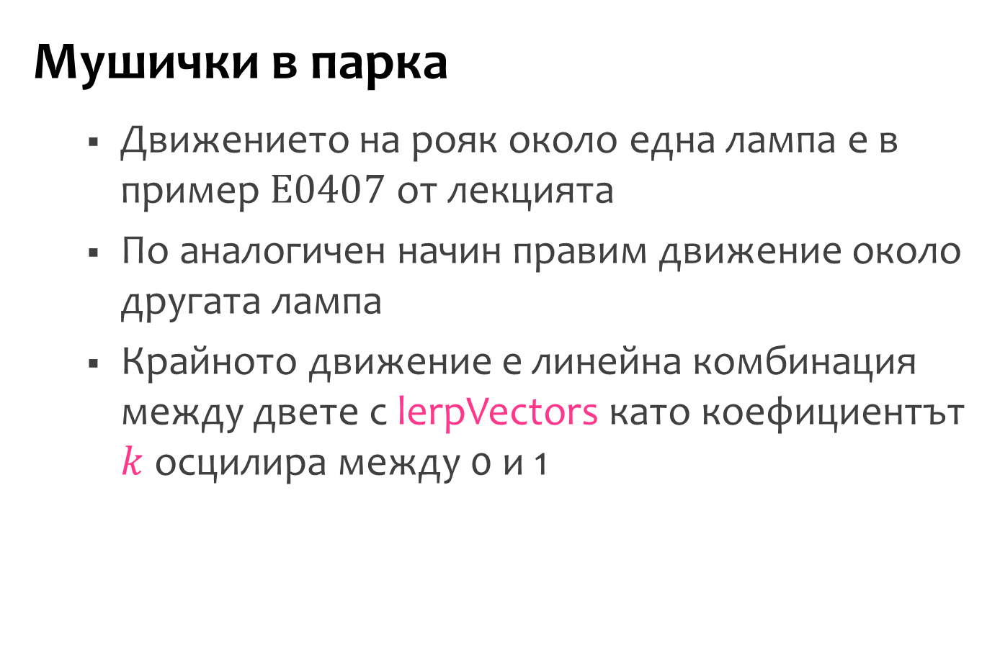 Мушички в парка
▪ Движението на рояк около една лампа е в
пример E0407 от лекцията
▪ По аналогичен начин правим движение около
другата лампа
▪ Крайното движение е линейна комбинация
между двете с lerpVectors като коефициентът
k осцилира между 0 и 1